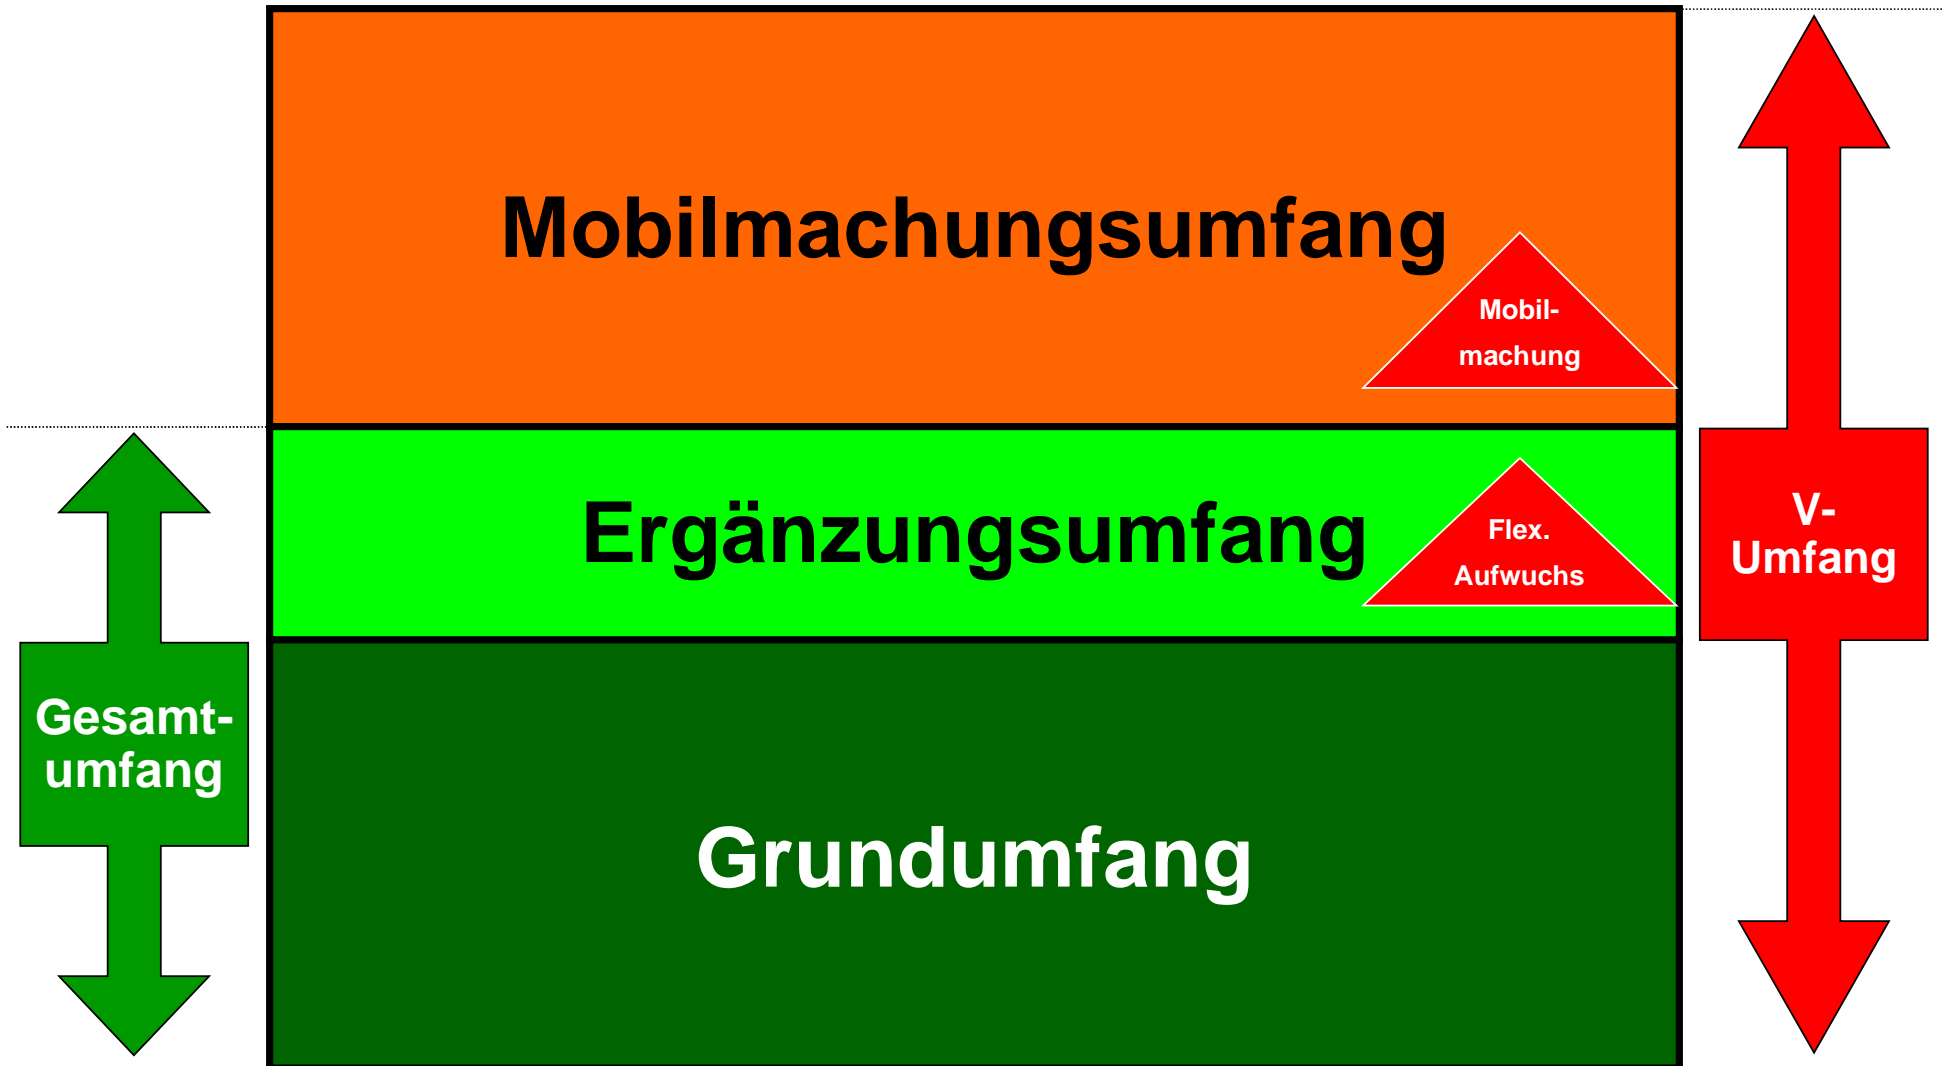 Mobilmachungsumfang
Mobil-
machung
Ergänzungsumfang
Flex.
Aufwuchs
V-
Umfang
Gesamt-
umfang
Grundumfang